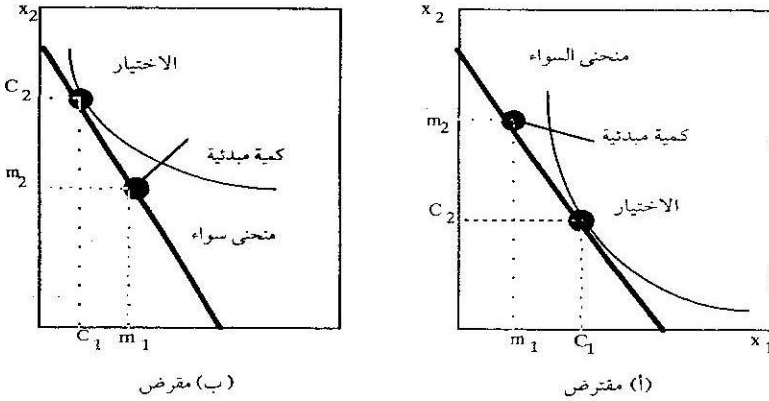 x2
منحنى السواء
m2
كمية مبدئية
C2
الاختيار
m1
C1
x1
(أ) مقترض
x2
الاختيار
C2
كمية مبدئية
m2
منحنى سواء
C1
m1
(ب) مقرض